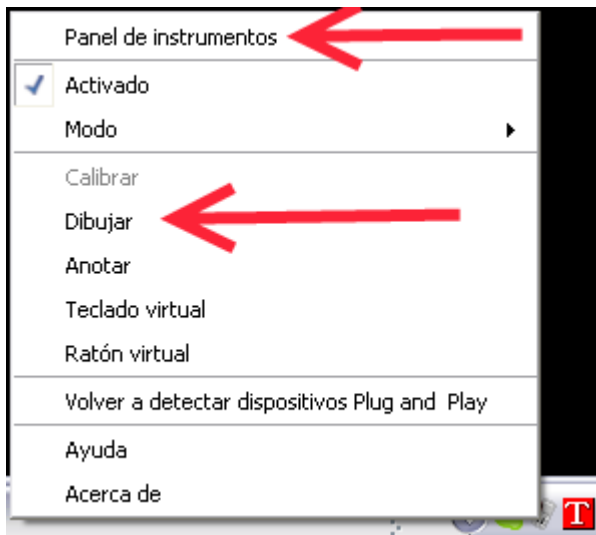 Panel de instrumentos
Activado
Modo
Calibrar
Dibujar
Anotar
Teclado virtual
Ratón virtual
Volver a detectar dispositivos Plug and Play
Ayuda
Acerca de
T